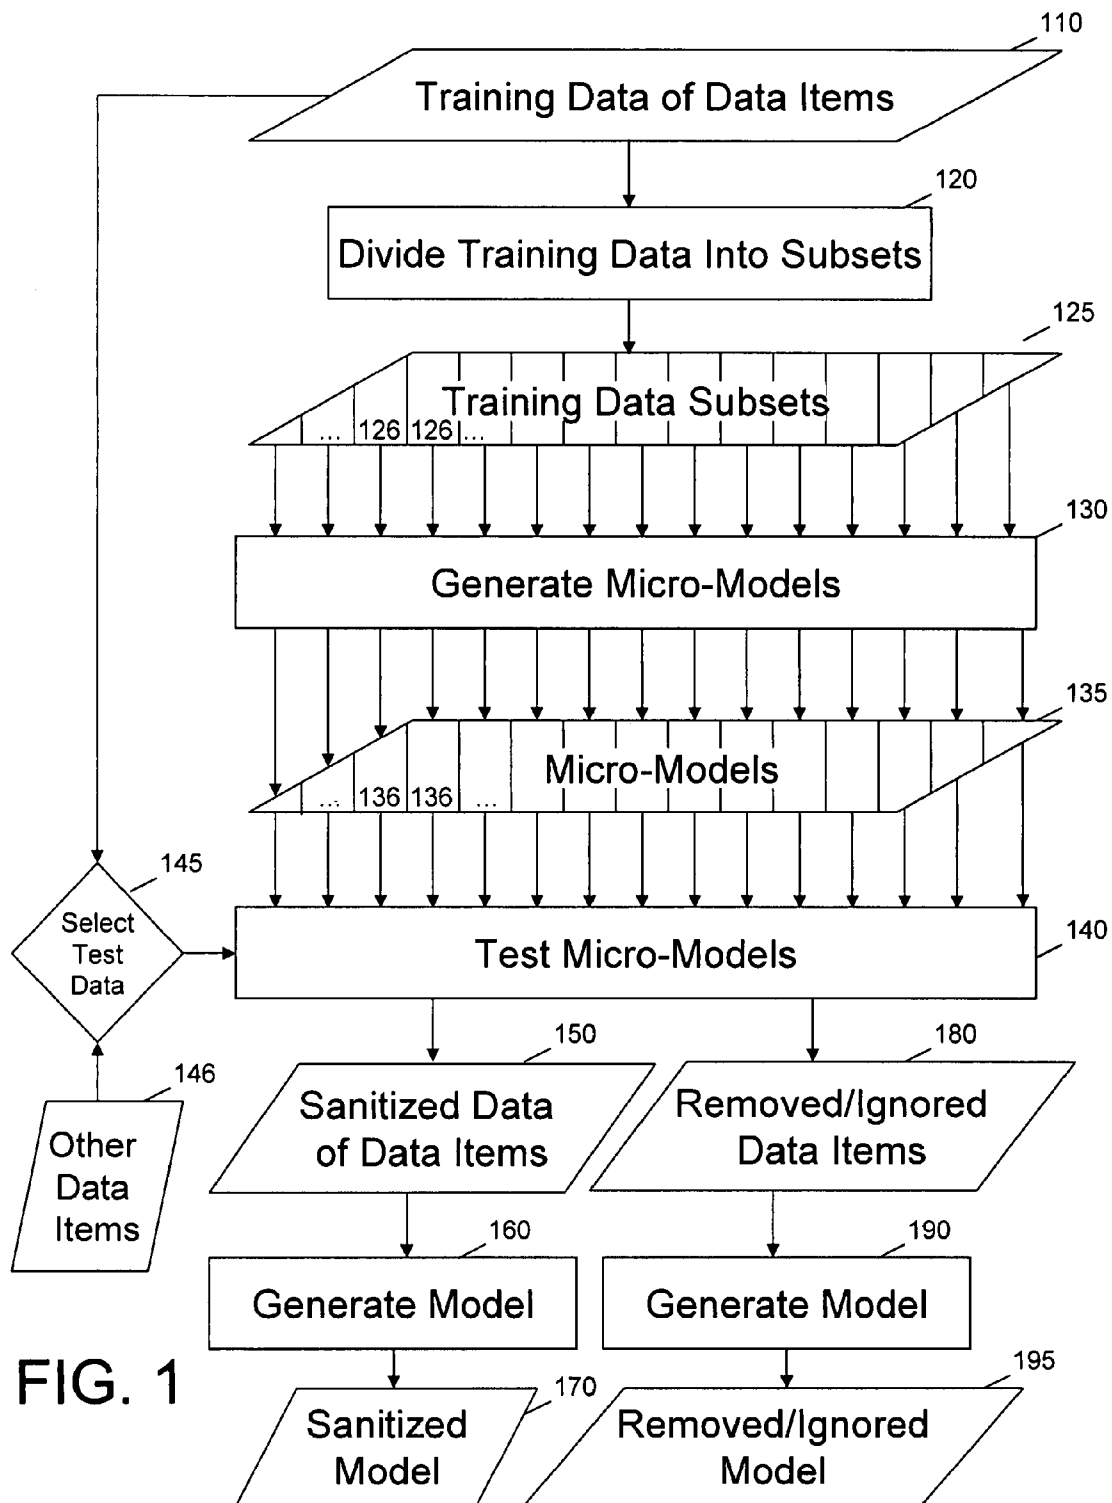 110
Training Data of Data Items
120
Divide Training Data Into Subsets
125
Training Data Subsets
... 126 126 ...
130
Generate Micro-Models
135
Micro-Models
... 136 136 ...
145
Select
Test
Data
140
Test Micro-Models
150
180
146
Sanitized Data
of Data Items
Removed/Ignored
Data Items
Other
Data
Items
160
190
Generate Model
Generate Model
FIG. 1
170
195
Sanitized
Model
Removed/Ignored
Model